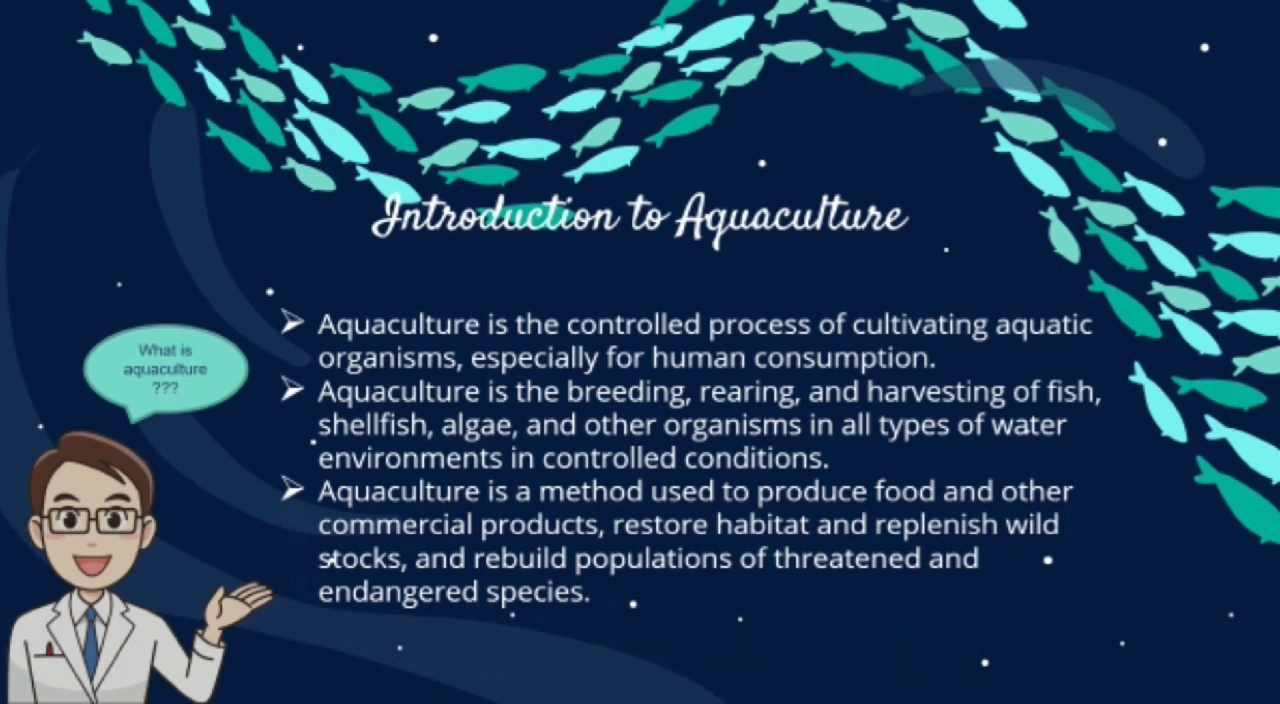 Introduction to Aquaculture
What is
aquaculture
???
➢ Aquaculture is the controlled process of cultivating aquatic
organisms, especially for human consumption.
➢ Aquaculture is the breeding, rearing, and harvesting of fish,
shellfish, algae, and other organisms in all types of water
environments in controlled conditions.
➢ Aquaculture is a method used to produce food and other
commercial products, restore habitat and replenish wild
stocks, and rebuild populations of threatened and
endangered species.